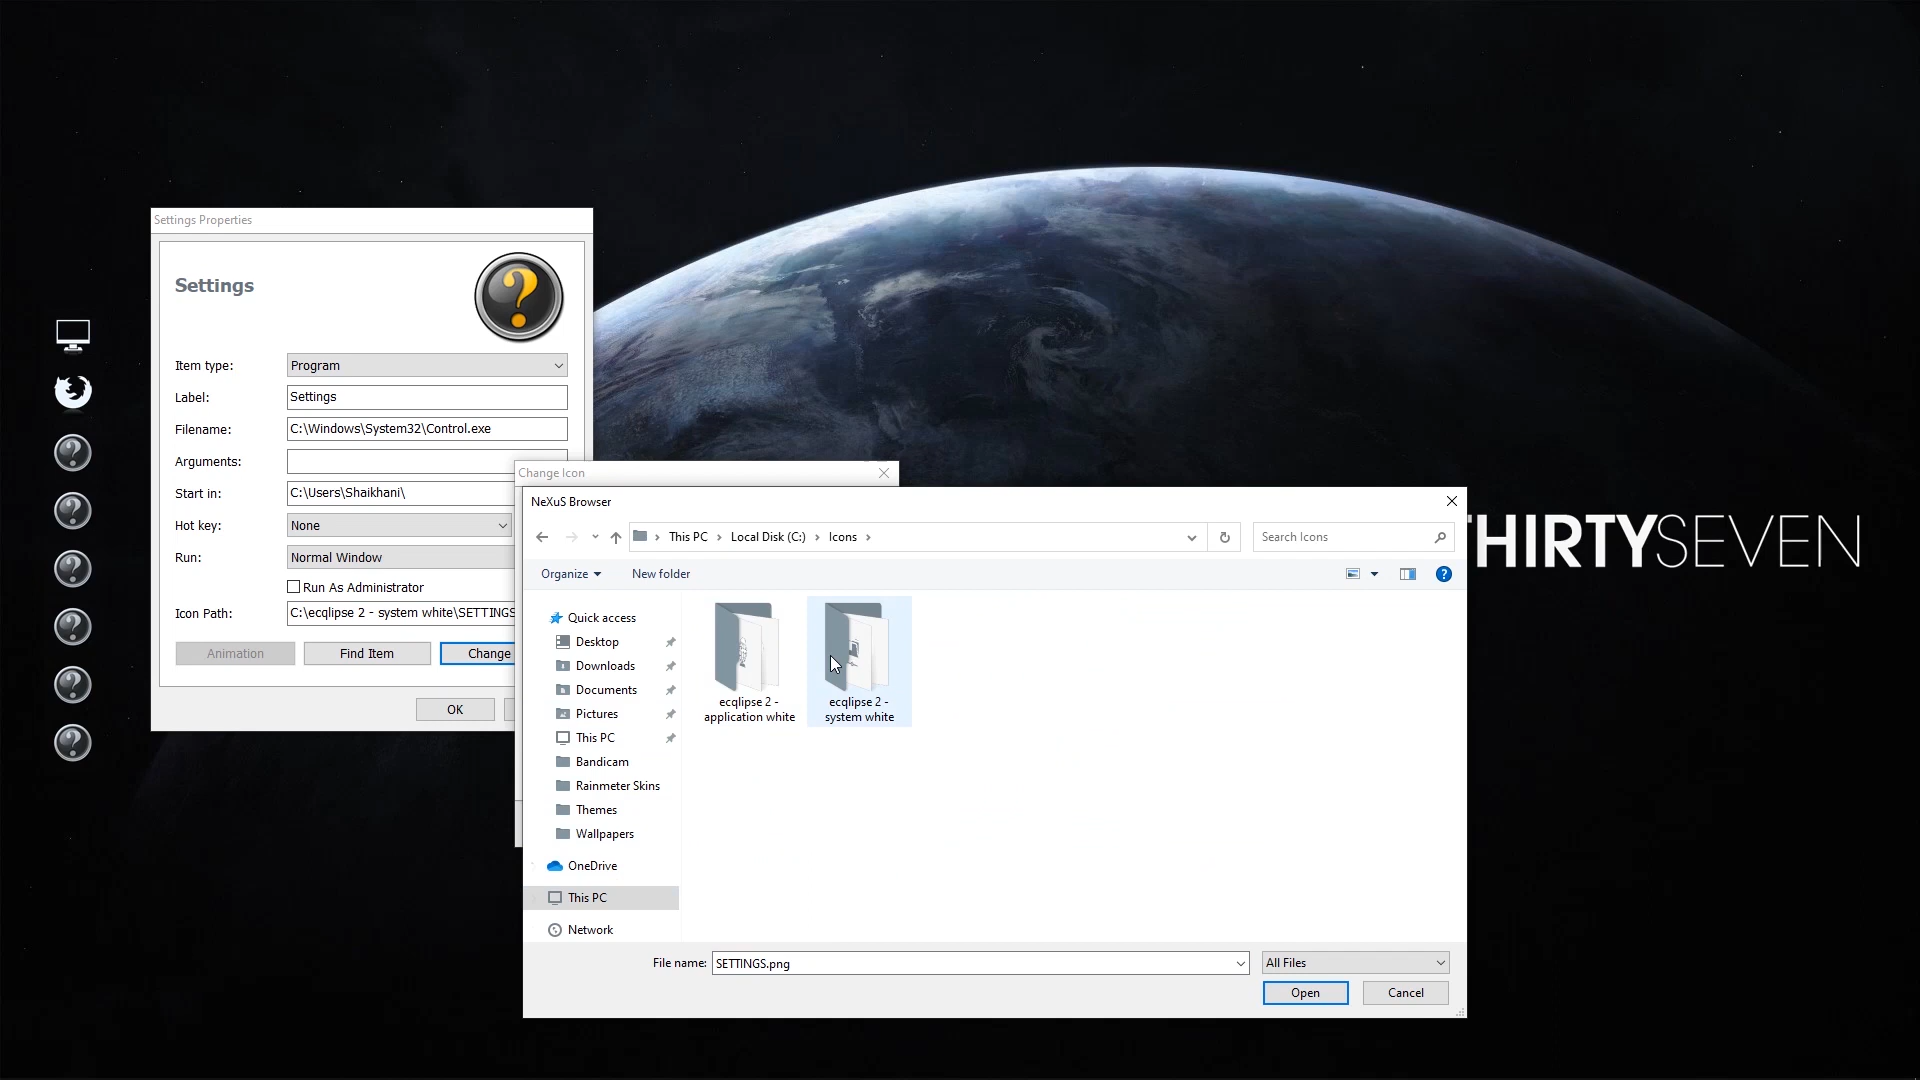 Settings Properties
Settings
Item type:
Program
Label:
Settings
Filename:
C:\Windows\System32\Control.exe
Arguments:
Start in:
C:\Users\Shaikhani\
Hot key:
None
Run:
Normal Window
Run As Administrator
Icon Path:
C:\ecqlipse 2 - system white\SETTINGS
Animation
Find Item
Change
OK
Change Icon
NeXuS Browser
This PC
Local Disk (C:)
Icons
Search Icons
Organize
New folder
Quick access
Desktop
Downloads
Documents
Pictures
This PC
Bandicam
Rainmeter Skins
Themes
Wallpapers
OneDrive
This PC
Network
ecqlipse 2 -
application white
ecqlipse 2 -
system white
File name:
SETTINGS.png
All Files
Open
Cancel
HIRTYSEVEN